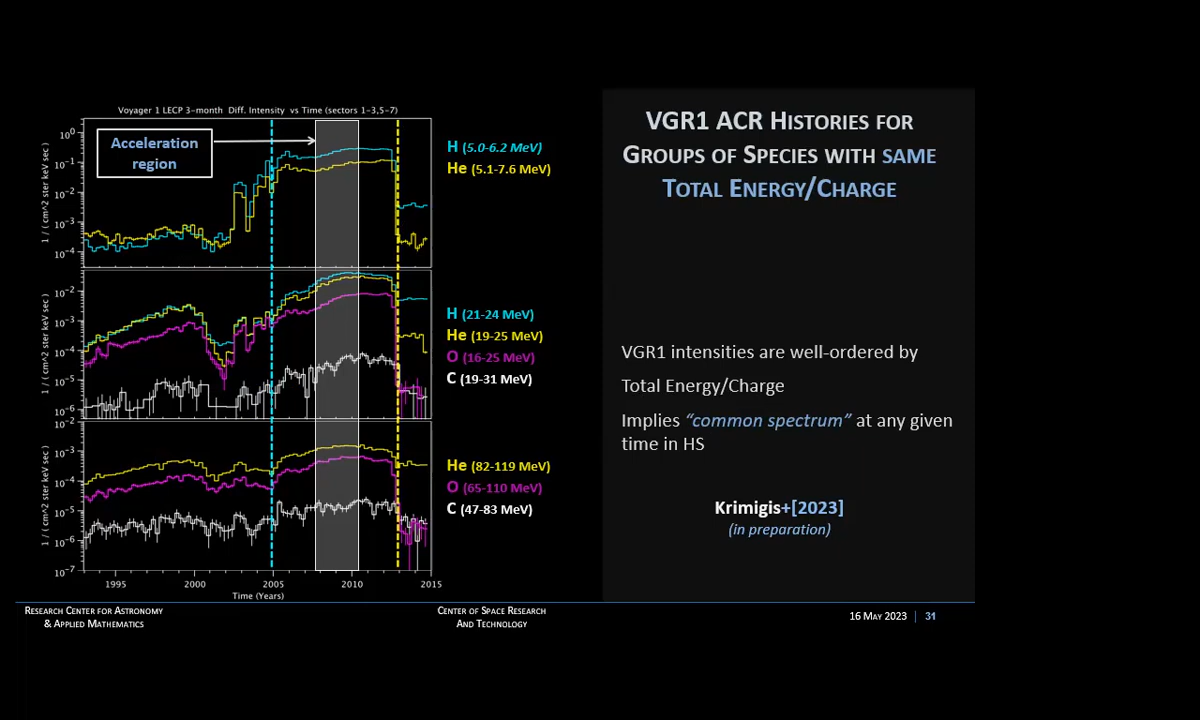 Voyager 1 LECP 3-month Diff. Intensity vs Time (sectors 1-3,5-7)
Acceleration
region
1 / ( cm^2 ster keV sec)
10^0
10^-1
10^-2
10^-3
10^-4
H (5.0-6.2 MeV)
He (5.1-7.6 MeV)
1 / ( cm^2 ster keV sec)
10^-2
10^-3
10^-4
10^-5
10^-6
H (21-24 MeV)
He (19-25 MeV)
O (16-25 MeV)
C (19-31 MeV)
1 / ( cm^2 ster keV sec)
10^-2
10^-3
10^-4
10^-5
10^-6
10^-7
He (82-119 MeV)
O (65-110 MeV)
C (47-83 MeV)
1995 2000 2005 2010 2015
Time (Years)
VGR1 ACR Histories for
Groups of Species with same
Total Energy/Charge
VGR1 intensities are well-ordered by
Total Energy/Charge
Implies “common spectrum” at any given
time in HS
Krimigis+[2023]
(in preparation)
Research Center for Astronomy
& Applied Mathematics
Center of Space Research
And Technology
16 May 2023 | 31